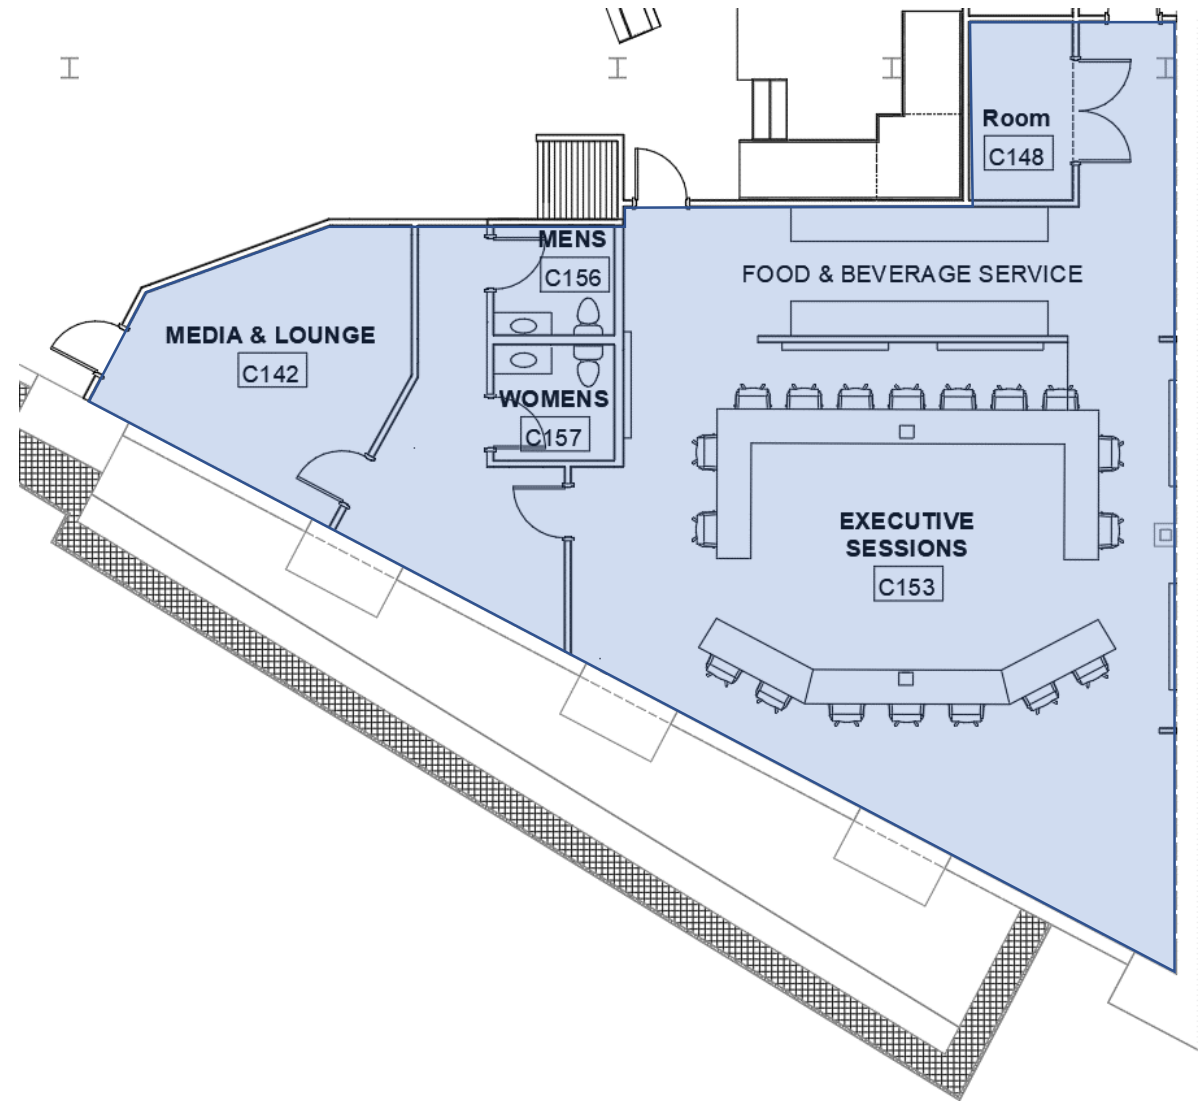 Room
C148
MENS
C156
FOOD & BEVERAGE SERVICE
MEDIA & LOUNGE
C142
WOMENS
C157
EXECUTIVE
SESSIONS
C153